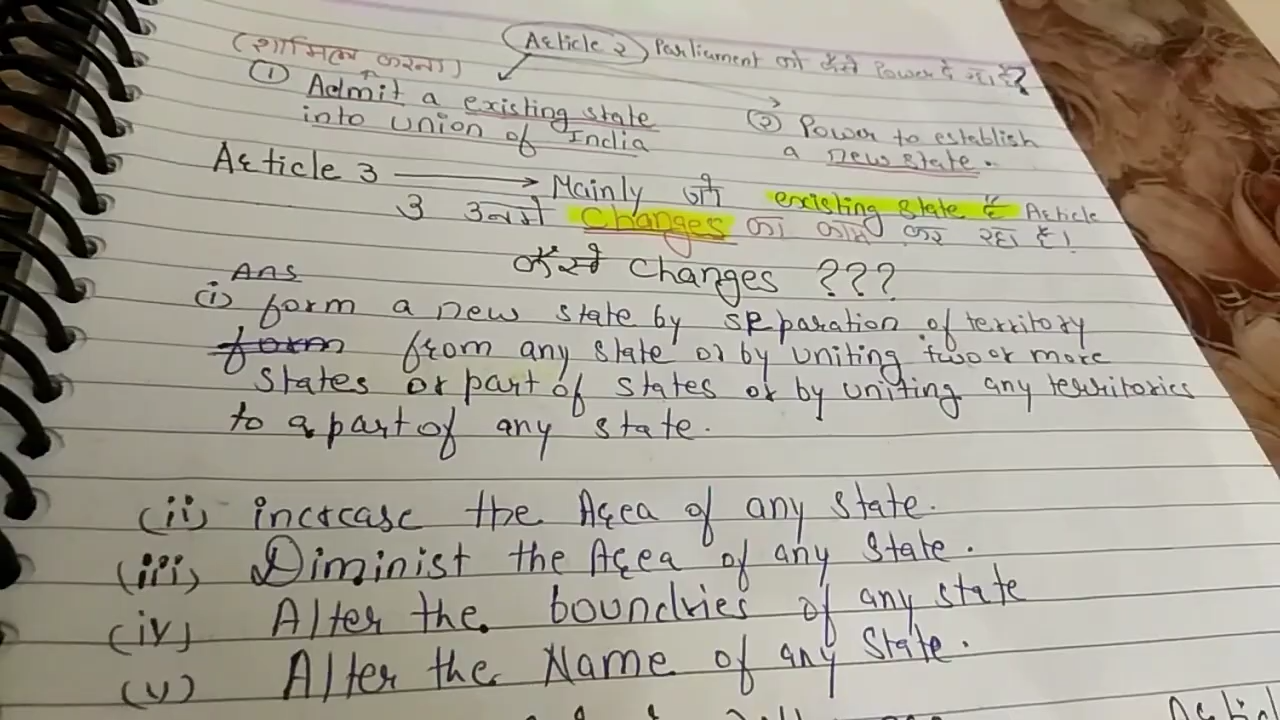 (शामिल करना) Article 2 Parliament को कैसे Power दे रहा है?
① Admit a existing state
into union of India
② Power to establish
a new state.
Article 3 → Mainly जो existing state है Article
3 उनमे Changes का काम कर रहा है।
कैसे changes ???
Ans
(i) form a new state by separation of territory
form from any state or by uniting two or more
states or part of states or by uniting any territories
to a part of any state.
(ii) increase the Area of any state.
(iii) Diminist the Area of any state.
(iv) Alter the boundries of any state
(v) Alter the Name of any state.